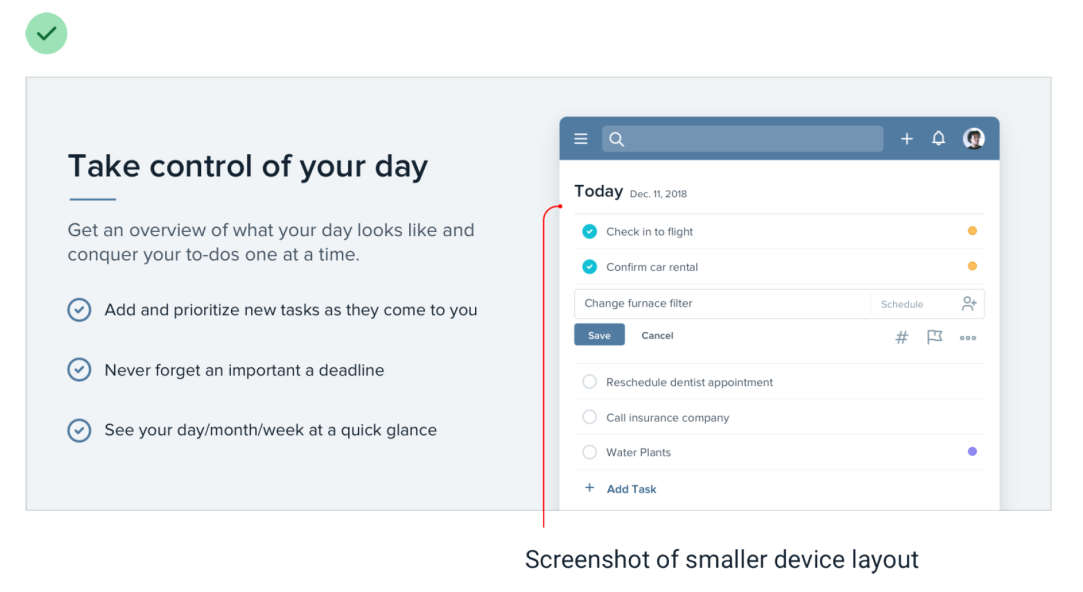 Take control of your day
Get an overview of what your day looks like and
conquer your to-dos one at a time.
Add and prioritize new tasks as they come to you
Never forget an important a deadline
See your day/month/week at a quick glance
Today Dec. 11, 2018
Check in to flight
Confirm car rental
Change furnace filter Schedule
Save Cancel #
Reschedule dentist appointment
Call insurance company
Water Plants
+ Add Task
Screenshot of smaller device layout